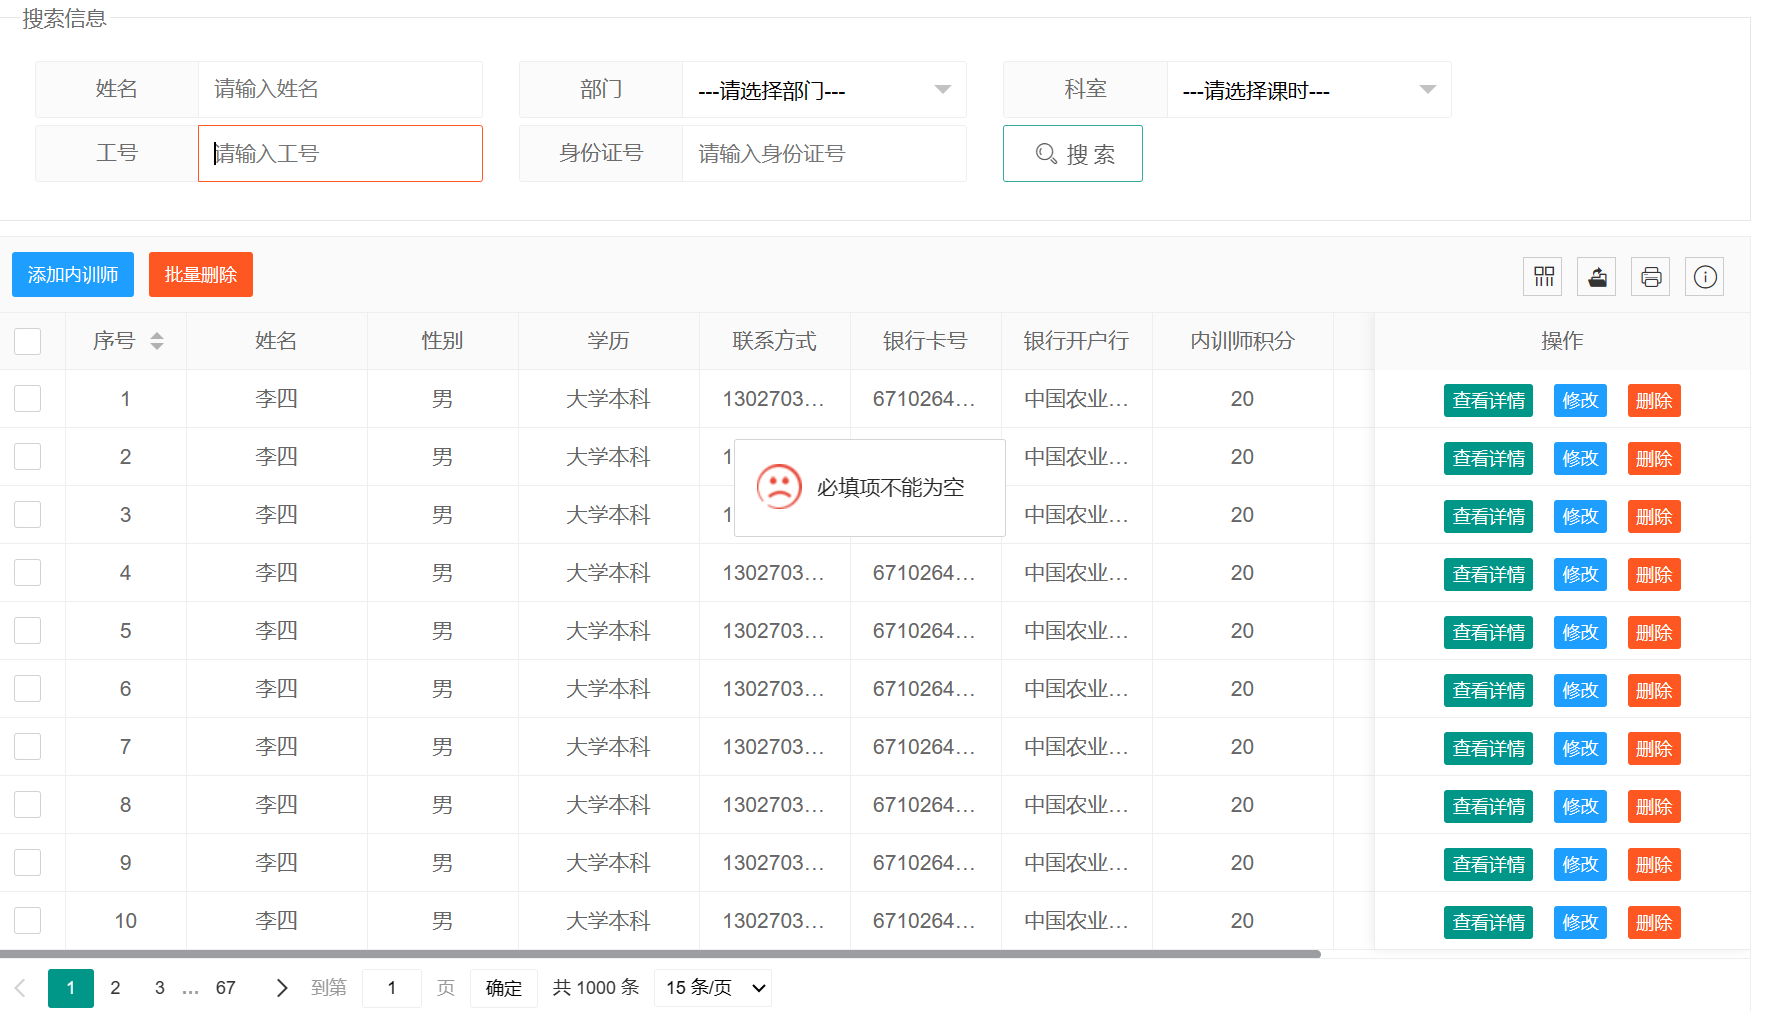 搜索信息
姓名 请输入姓名 部门 ---请选择部门--- 科室 ---请选择课时---
工号 请输入工号 身份证号 请输入身份证号 搜 索
添加内训师 批量删除
序号 姓名 性别 学历 联系方式 银行卡号 银行开户行 内训师积分 操作
1 李四 男 大学本科 1302703... 6710264... 中国农业... 20 查看详情 修改 删除
2 李四 男 大学本科 1 中国农业... 20 查看详情 修改 删除
必填项不能为空
3 李四 男 大学本科 1 中国农业... 20 查看详情 修改 删除
4 李四 男 大学本科 1302703... 6710264... 中国农业... 20 查看详情 修改 删除
5 李四 男 大学本科 1302703... 6710264... 中国农业... 20 查看详情 修改 删除
6 李四 男 大学本科 1302703... 6710264... 中国农业... 20 查看详情 修改 删除
7 李四 男 大学本科 1302703... 6710264... 中国农业... 20 查看详情 修改 删除
8 李四 男 大学本科 1302703... 6710264... 中国农业... 20 查看详情 修改 删除
9 李四 男 大学本科 1302703... 6710264... 中国农业... 20 查看详情 修改 删除
10 李四 男 大学本科 1302703... 6710264... 中国农业... 20 查看详情 修改 删除
1 2 3 ... 67 到第 1 页 确定 共 1000 条 15 条/页